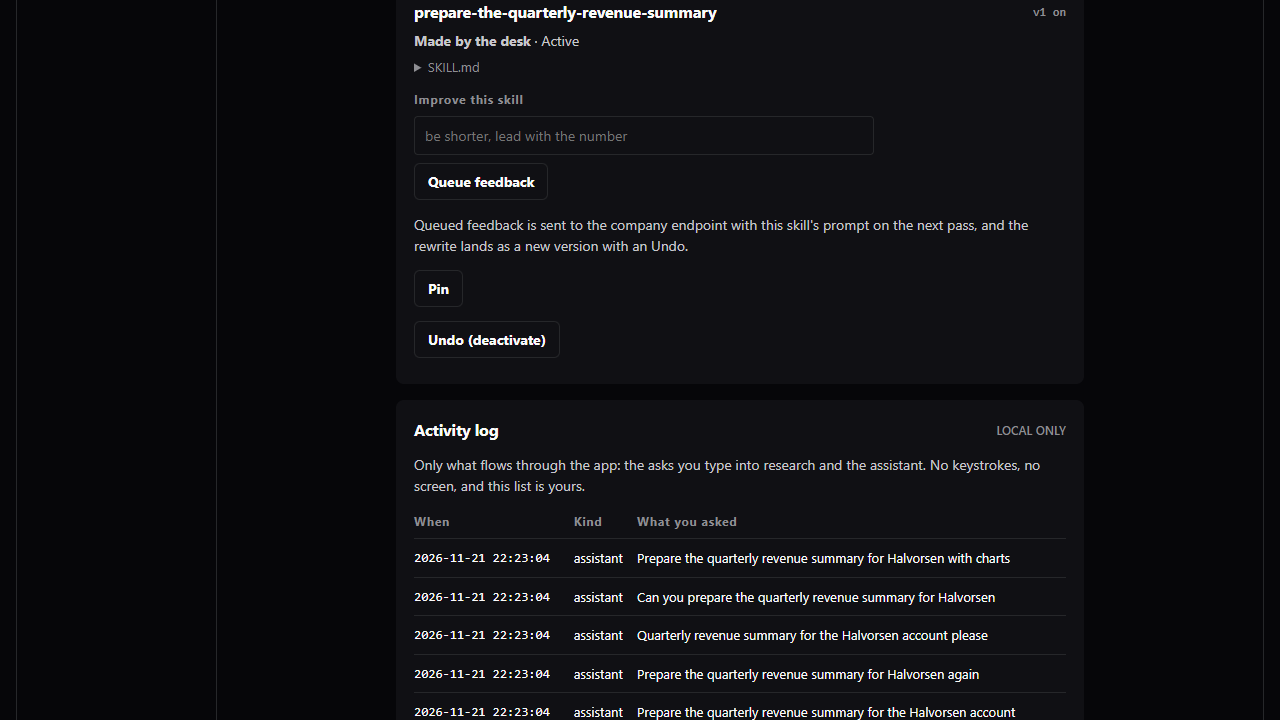 prepare-the-quarterly-revenue-summary
v1 on
Made by the desk · Active
▶ SKILL.md
Improve this skill
be shorter, lead with the number
Queue feedback
Queued feedback is sent to the company endpoint with this skill's prompt on the next pass, and the
rewrite lands as a new version with an Undo.
Pin
Undo (deactivate)
Activity log
LOCAL ONLY
Only what flows through the app: the asks you type into research and the assistant. No keystrokes, no
screen, and this list is yours.
When Kind What you asked
2026-11-21 22:23:04 assistant Prepare the quarterly revenue summary for Halvorsen with charts
2026-11-21 22:23:04 assistant Can you prepare the quarterly revenue summary for Halvorsen
2026-11-21 22:23:04 assistant Quarterly revenue summary for the Halvorsen account please
2026-11-21 22:23:04 assistant Prepare the quarterly revenue summary for Halvorsen again
2026-11-21 22:23:04 assistant Prepare the quarterly revenue summary for the Halvorsen account